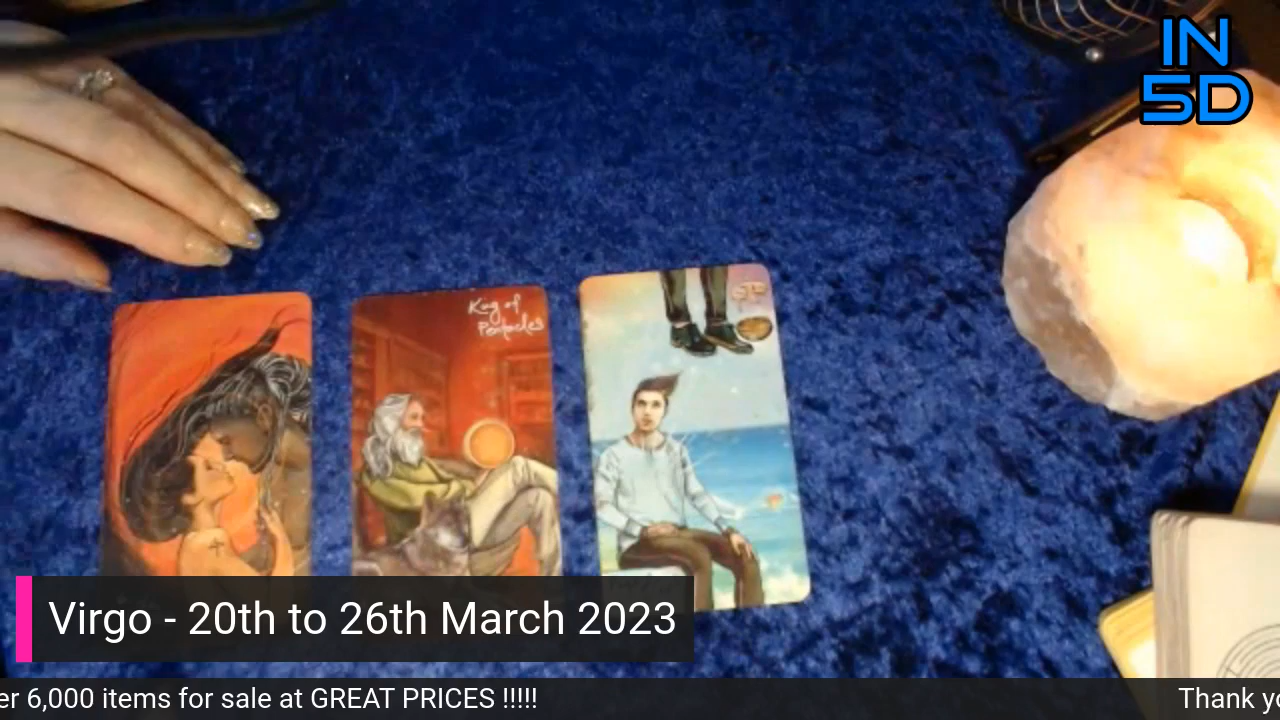 IN
5D
King of
Pentacles
Virgo - 20th to 26th March 2023
er 6,000 items for sale at GREAT PRICES !!!!!
Thank yo